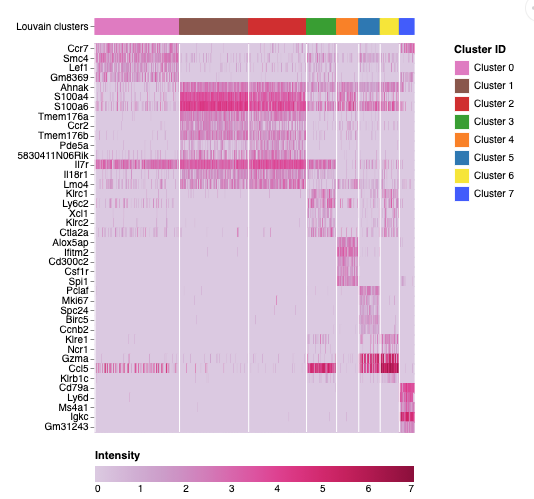 Louvain clusters
Ccr7
Smc4
Lef1
Gm8369
Ahnak
S100a4
S100a6
Tmem176a
Ccr2
Tmem176b
Pde5a
5830411N06Rik
Il7r
Il18r1
Lmo4
Klrc1
Ly6c2
Xcl1
Klrc2
Ctla2a
Alox5ap
Ifitm2
Cd300c2
Csf1r
Spi1
Pclaf
Mki67
Spc24
Birc5
Ccnb2
Klre1
Ncr1
Gzma
Ccl5
Klrb1c
Cd79a
Ly6d
Ms4a1
Igkc
Gm31243
Cluster ID
Cluster 0
Cluster 1
Cluster 2
Cluster 3
Cluster 4
Cluster 5
Cluster 6
Cluster 7
Intensity
0 1 2 3 4 5 6 7